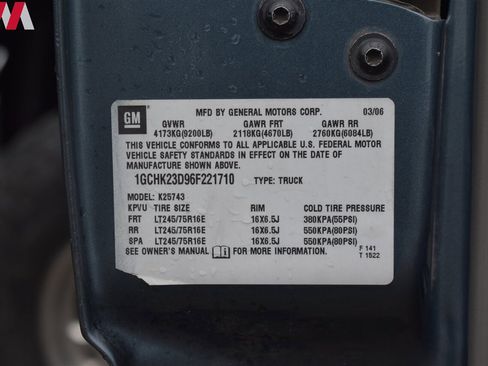 M
GM
MFD BY GENERAL MOTORS CORP. 03/06
GVWR GAWR FRT GAWR RR
4173KG(9200LB) 2118KG(4670LB) 2760KG(6084LB)
THIS VEHICLE CONFORMS TO ALL APPLICABLE U.S. FEDERAL MOTOR
VEHICLE SAFETY STANDARDS IN EFFECT ON THE DATE OF
MANUFACTURE SHOWN ABOVE.
1GCHK23D96F221710 TYPE: TRUCK
MODEL: K25743
KPVU TIRE SIZE RIM COLD TIRE PRESSURE
FRT LT245/75R16E 16X6.5J 380KPA(55PSI)
RR LT245/75R16E 16X6.5J 550KPA(80PSI)
SPA LT245/75R16E 16X6.5J 550KPA(80PSI)
SEE OWNER'S MANUAL FOR MORE INFORMATION.
F 141
T 1522